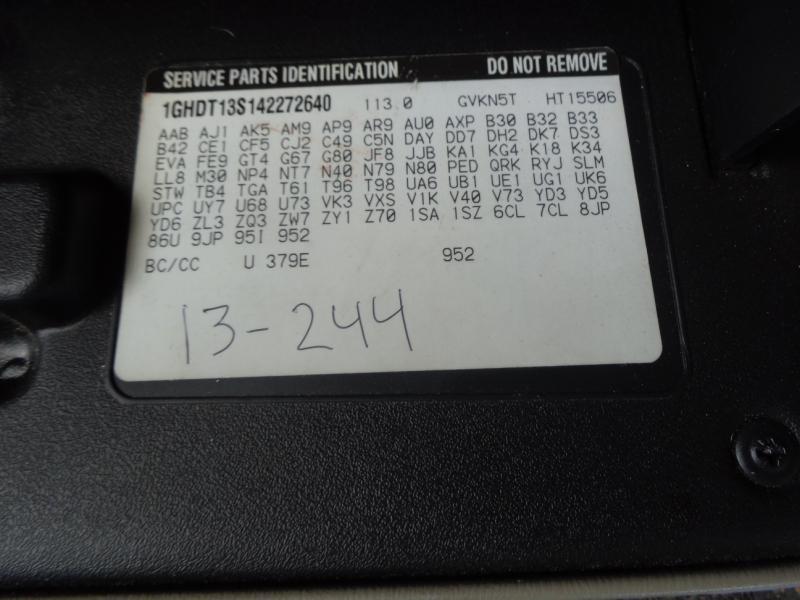 SERVICE PARTS IDENTIFICATION DO NOT REMOVE
1GHDT13S142272640 113.0 GVKN5T HT15506
AAB AJ1 AK5 AM9 AP9 AR9 AU0 AXP B30 B32 B33
B42 CE1 CF5 CJ2 C49 C5N DAY DD7 DH2 DK7 DS3
EVA FE9 GT4 G67 G80 JF8 JJB KA1 KG4 K18 K34
LL8 M30 NP4 NT7 N40 N79 N80 PED QRK RYJ SLM
STW TB4 TGA T61 T96 T98 UA6 UB1 UE1 UG1 UK6
UPC UY7 U68 U73 VK3 VXS V1K V40 V73 YD3 YD5
YD6 ZL3 ZQ3 ZW7 ZY1 Z70 1SA 1SZ 6CL 7CL 8JP
86U 9JP 95I 952
BC/CC U 379E 952
13-244